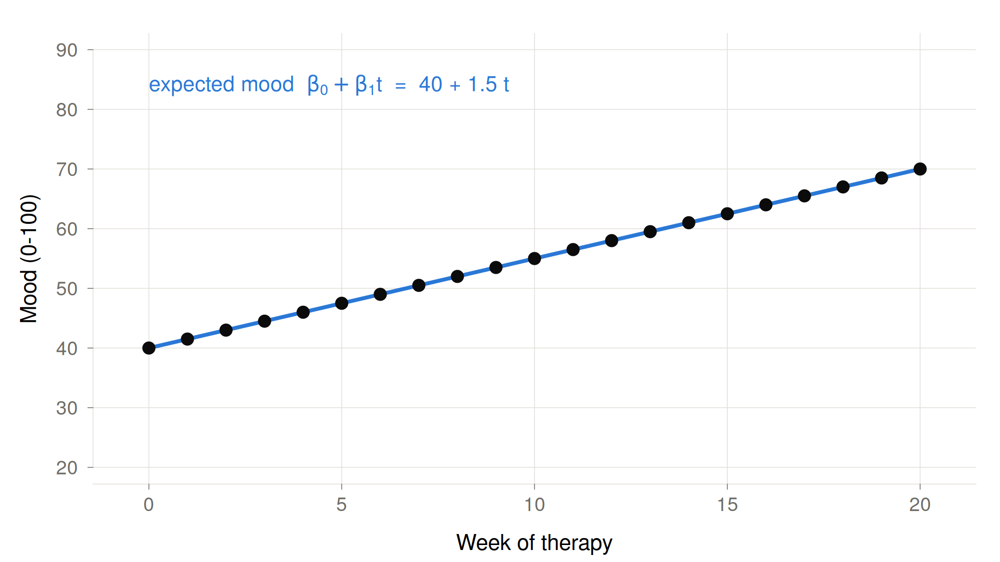 90
expected mood β₀ + β₁t = 40 + 1.5 t
80
70
60
50
40
30
20
Mood (0-100)
0 5 10 15 20
Week of therapy